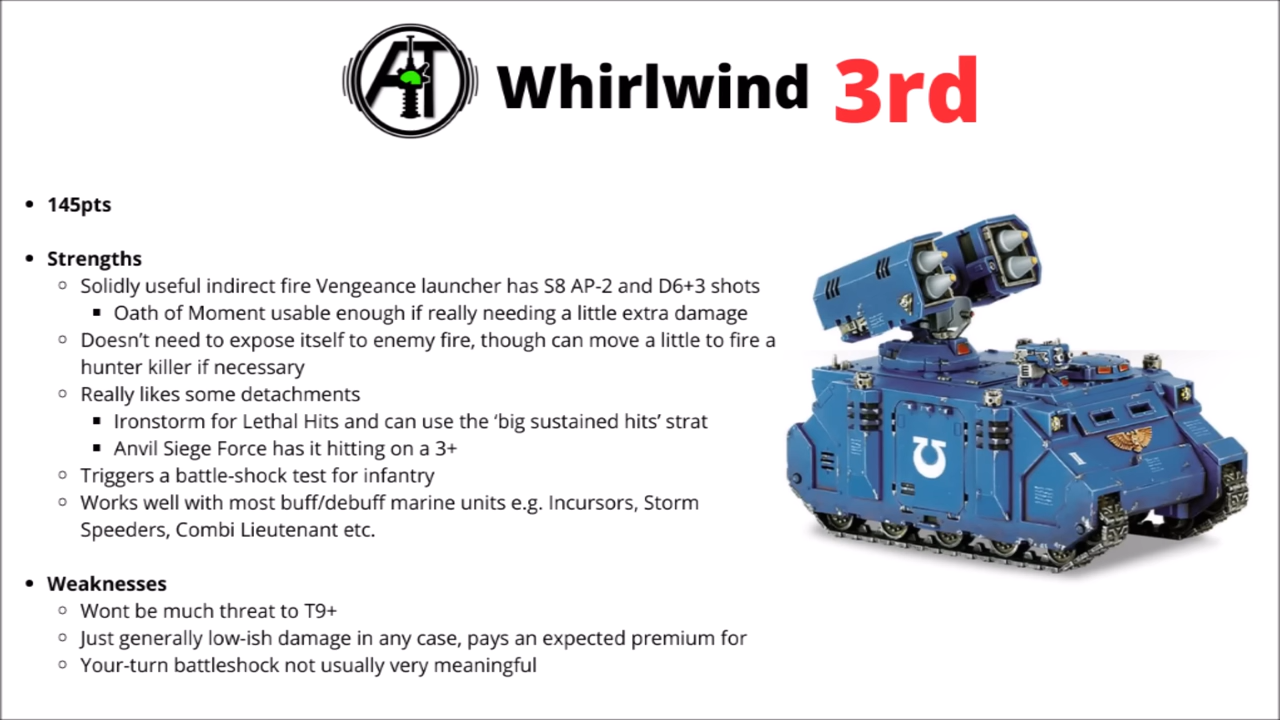 AT
Whirlwind 3rd
• 145pts
• Strengths
◦ Solidly useful indirect fire Vengeance launcher has S8 AP-2 and D6+3 shots
▪ Oath of Moment usable enough if really needing a little extra damage
◦ Doesn’t need to expose itself to enemy fire, though can move a little to fire a
hunter killer if necessary
◦ Really likes some detachments
▪ Ironstorm for Lethal Hits and can use the ‘big sustained hits’ strat
▪ Anvil Siege Force has it hitting on a 3+
◦ Triggers a battle-shock test for infantry
◦ Works well with most buff/debuff marine units e.g. Incursors, Storm
Speeders, Combi Lieutenant etc.
• Weaknesses
◦ Wont be much threat to T9+
◦ Just generally low-ish damage in any case, pays an expected premium for
◦ Your-turn battleshock not usually very meaningful